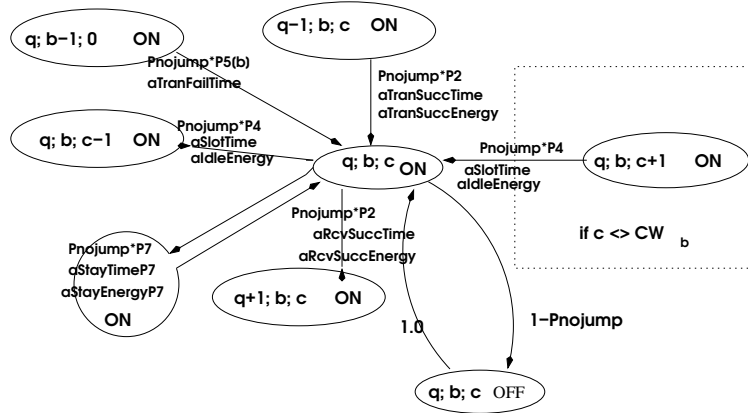 q; b−1; 0 ON
q−1; b; c ON
Pnojump*P5(b)
aTranFailTime
Pnojump*P2
aTranSuccTime
aTranSuccEnergy
q; b; c−1 ON
Pnojump*P4
aSlotTime
aIdleEnergy
q; b; c ON
Pnojump*P4
aSlotTime
aIdleEnergy
q; b; c+1 ON
if c <> CW b
Pnojump*P7
aStayTimeP7
aStayEnergyP7
ON
Pnojump*P2
aRcvSuccTime
aRcvSuccEnergy
q+1; b; c ON
1.0
1−Pnojump
q; b; c OFF